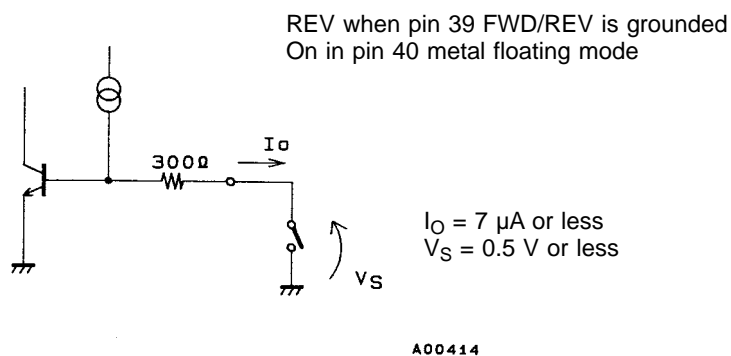 REV when pin 39 FWD/REV is grounded
On in pin 40 metal floating mode
Io
300Ω
IO = 7 µA or less
VS = 0.5 V or less
VS
A00414